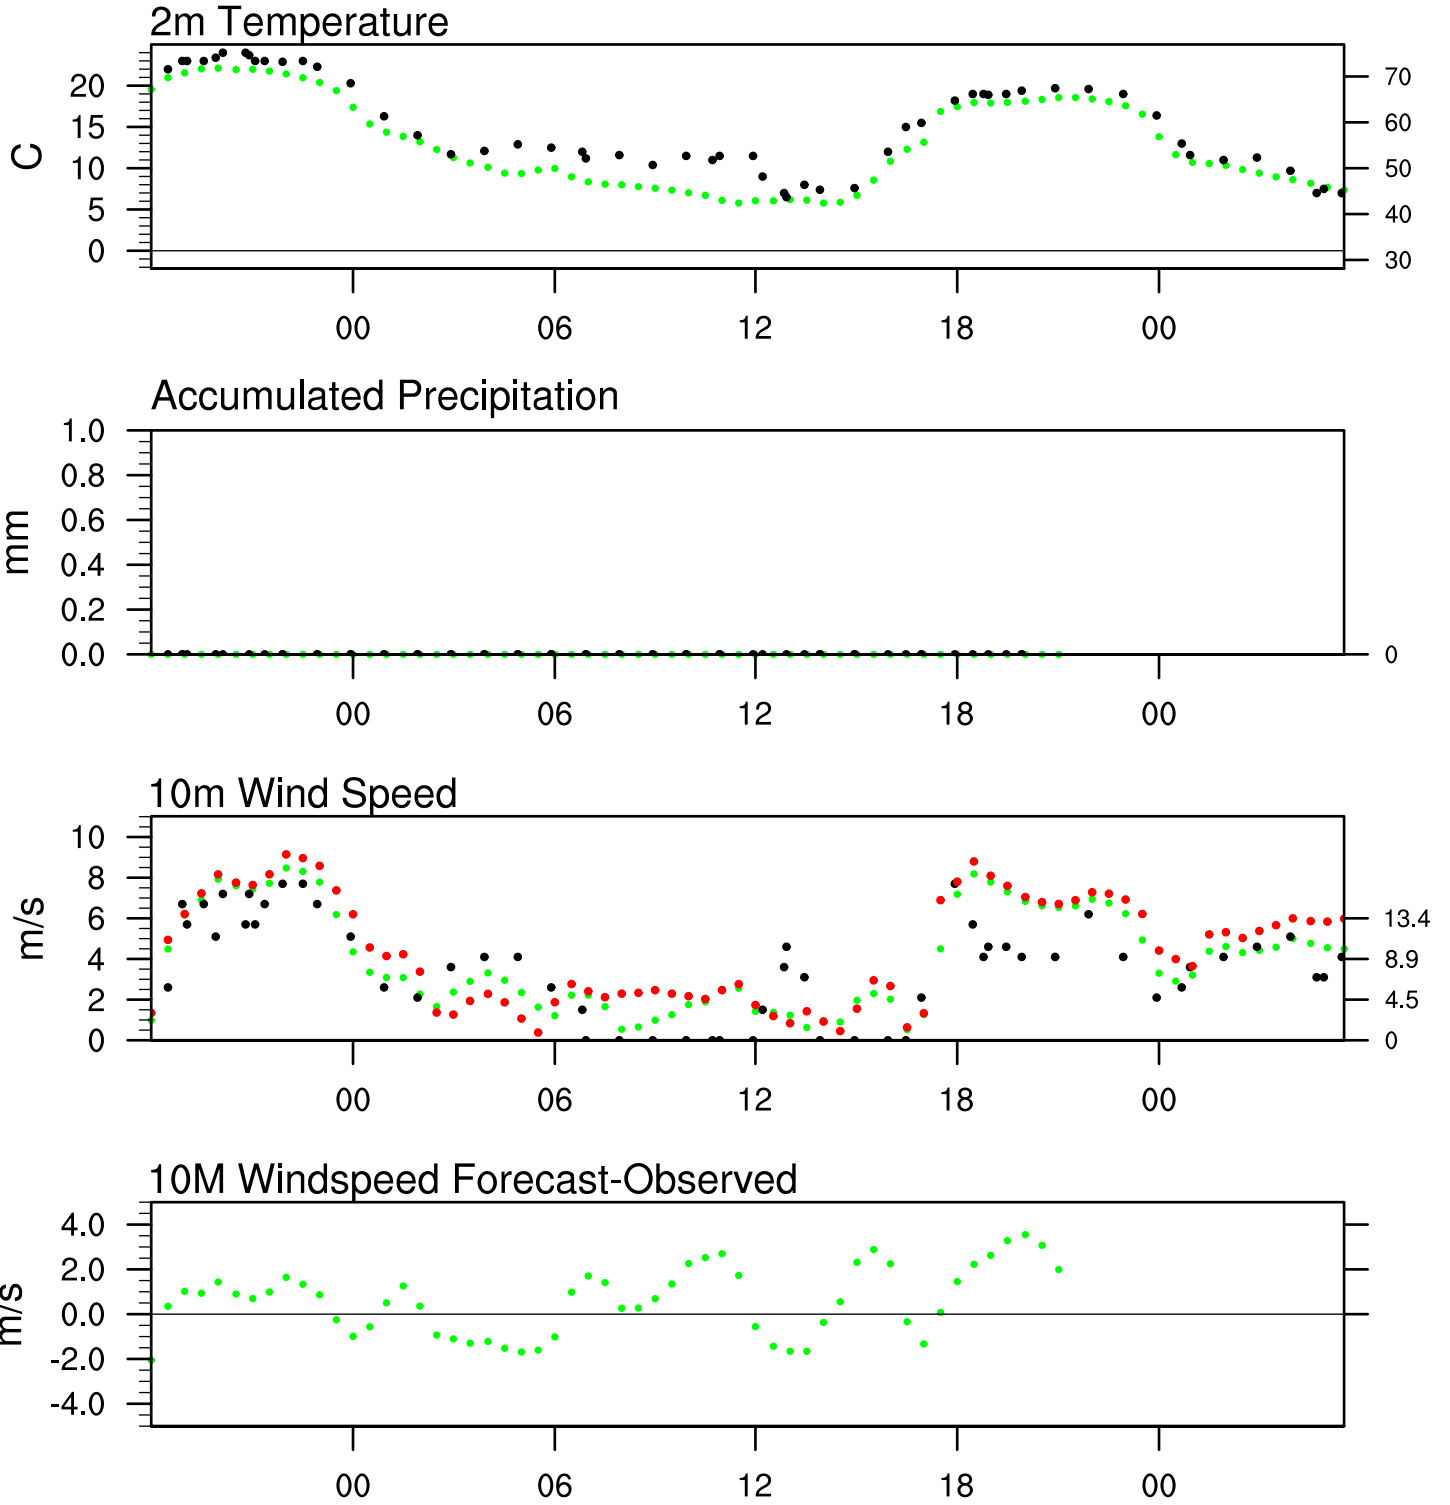 2m Temperature
20
15
10
5
0
C
70
60
50
40
30
00 06 12 18 00
Accumulated Precipitation
1.0
0.8
0.6
0.4
0.2
0.0
mm
0
00 06 12 18 00
10m Wind Speed
10
8
6
4
2
0
m/s
13.4
8.9
4.5
0
00 06 12 18 00
10M Windspeed Forecast-Observed
4.0
2.0
0.0
-2.0
-4.0
m/s
00 06 12 18 00